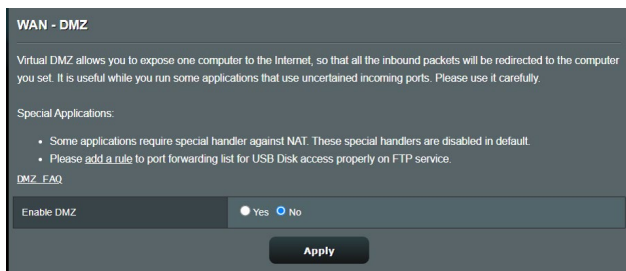 WAN - DMZ
Virtual DMZ allows you to expose one computer to the Internet, so that all the inbound packets will be redirected to the computer
you set. It is useful while you run some applications that use uncertained incoming ports. Please use it carefully.
Special Applications:
• Some applications require special handler against NAT. These special handlers are disabled in default.
• Please add a rule to port forwarding list for USB Disk access properly on FTP service.
DMZ FAQ
Enable DMZ Yes No
Apply